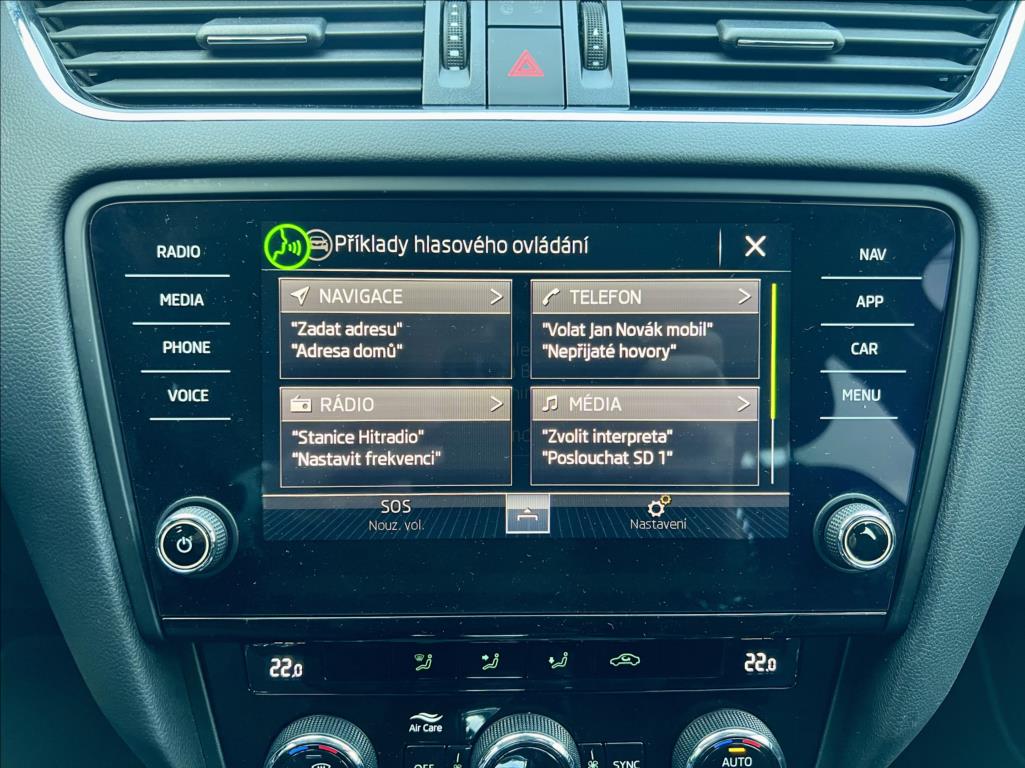 RADIO
MEDIA
PHONE
VOICE
Příklady hlasového ovládání
NAVIGACE
"Zadat adresu"
"Adresa domů"
TELEFON
"Volat Jan Novák mobil"
"Nepřijaté hovory"
RÁDIO
"Stanice Hitradio"
"Nastavit frekvenci"
MÉDIA
"Zvolit interpreta"
"Poslouchat SD 1"
SOS
Nouz. vol.
Nastavení
NAV
APP
CAR
MENU
22.0
22.0
Air Care
OFF
SYNC
AUTO